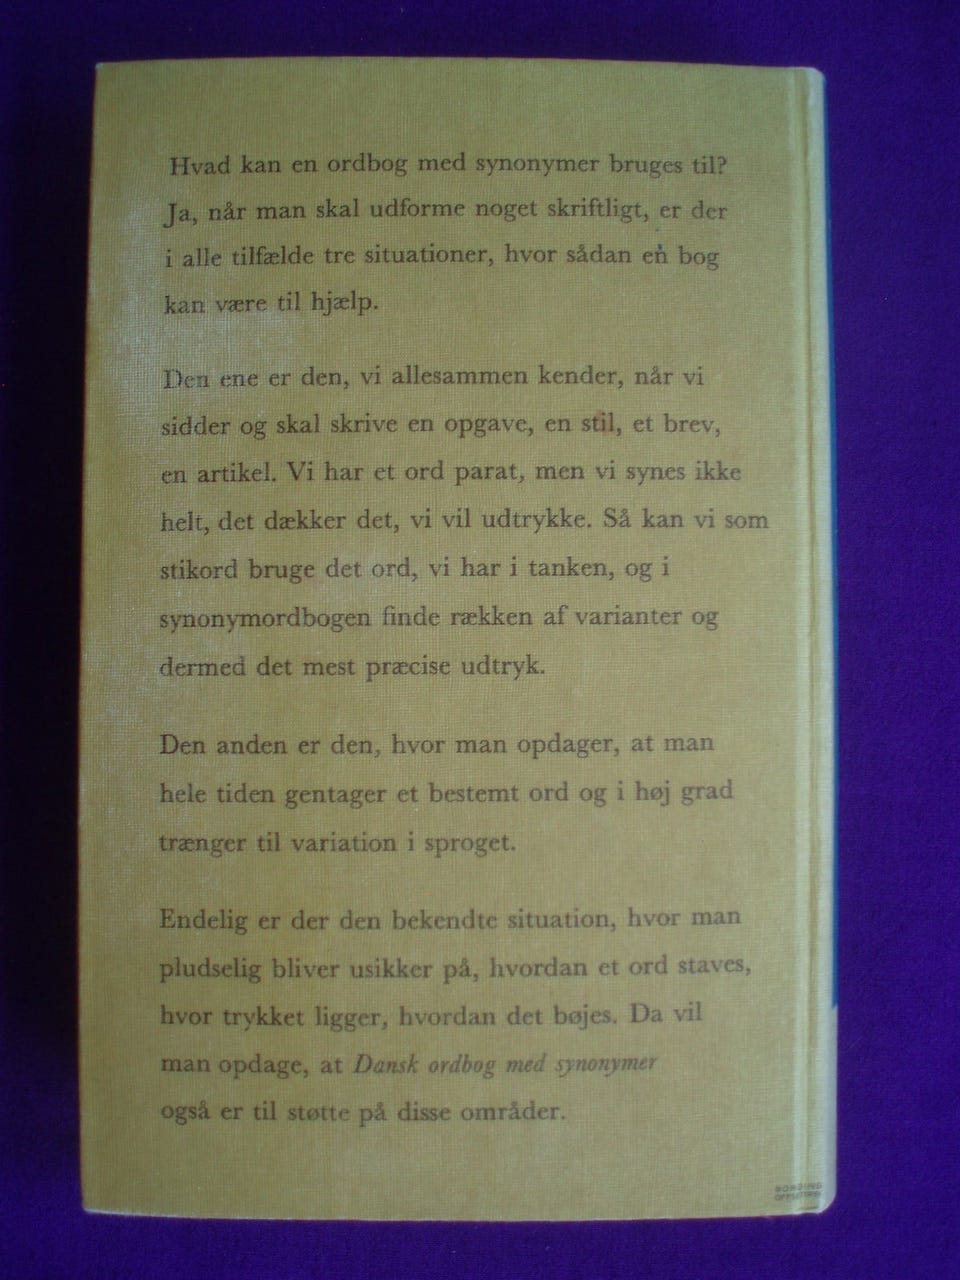 Hvad kan en ordbog med synonymer bruges til?
Ja, når man skal udforme noget skriftligt, er der
i alle tilfælde tre situationer, hvor sådan en bog
kan være til hjælp.
Den ene er den, vi allesammen kender, når vi
sidder og skal skrive en opgave, en stil, et brev,
en artikel. Vi har et ord parat, men vi synes ikke
helt, det dækker det, vi vil udtrykke. Så kan vi som
stikord bruge det ord, vi har i tanken, og i
synonymordbogen finde rækken af varianter og
dermed det mest præcise udtryk.
Den anden er den, hvor man opdager, at man
hele tiden gentager et bestemt ord og i høj grad
trænger til variation i sproget.
Endelig er der den bekendte situation, hvor man
pludselig bliver usikker på, hvordan et ord staves,
hvor trykket ligger, hvordan det bøjes. Da vil
man opdage, at Dansk ordbog med synonymer
også er til støtte på disse områder.